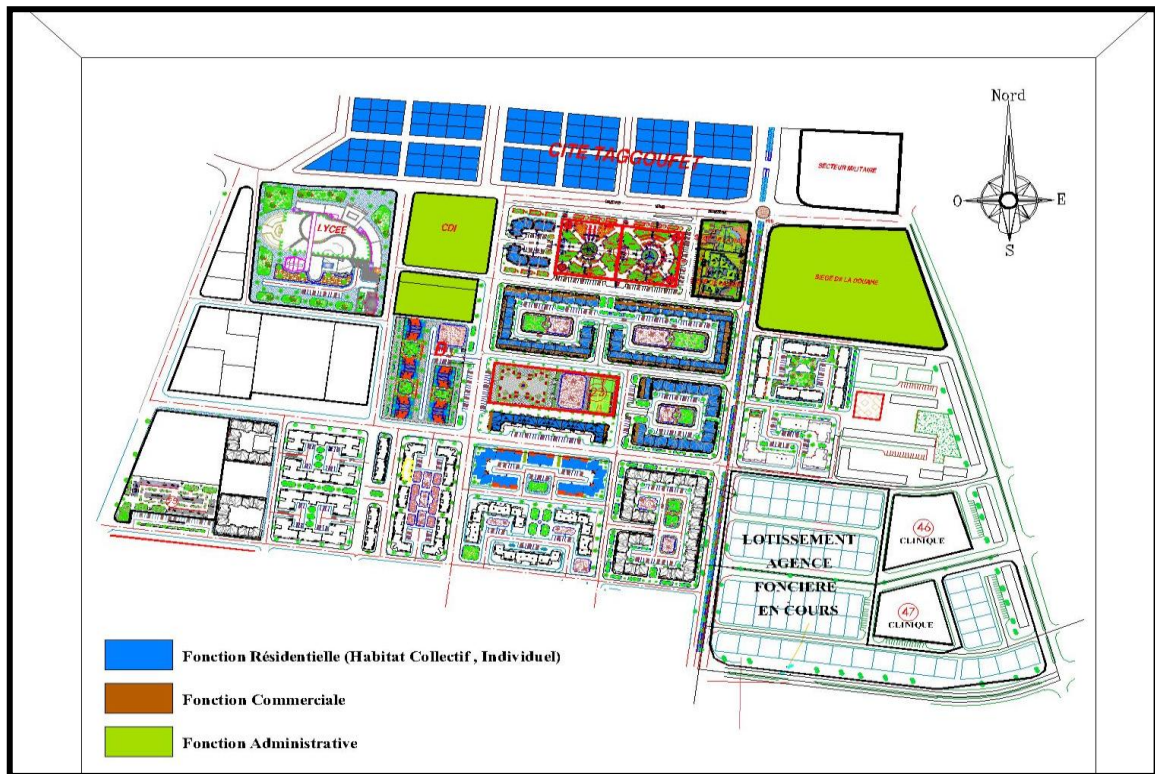 Nord
O
E
S
CITE TAGGOUFET
SECTEUR MILITAIRE
LYCEE
CDI
SIEGE DE LA DOUANE
LOTISSEMENT
AGENCE
FONCIERE
EN COURS
46
CLINIQUE
47
CLINIQUE
Fonction Résidentielle (Habitat Collectif , Individuel)
Fonction Commerciale
Fonction Administrative